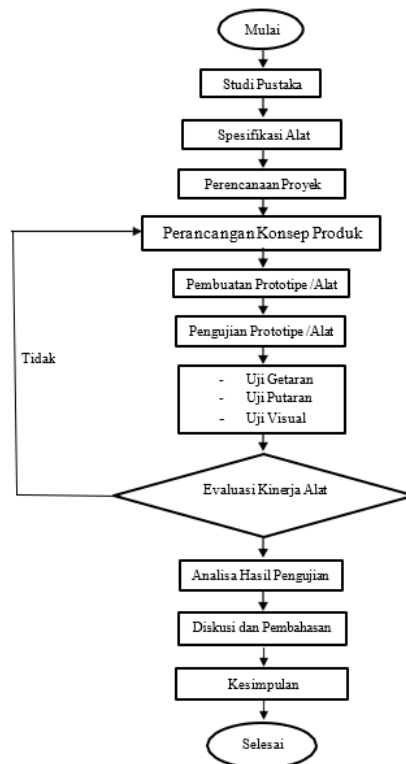 Mulai
Studi Pustaka
Spesifikasi Alat
Perencanaan Proyek
Perancangan Konsep Produk
Pembuatan Prototipe /Alat
Pengujian Prototipe /Alat
Tidak
- Uji Getaran
- Uji Putaran
- Uji Visual
Evaluasi Kinerja Alat
Analisa Hasil Pengujian
Diskusi dan Pembahasan
Kesimpulan
Selesai